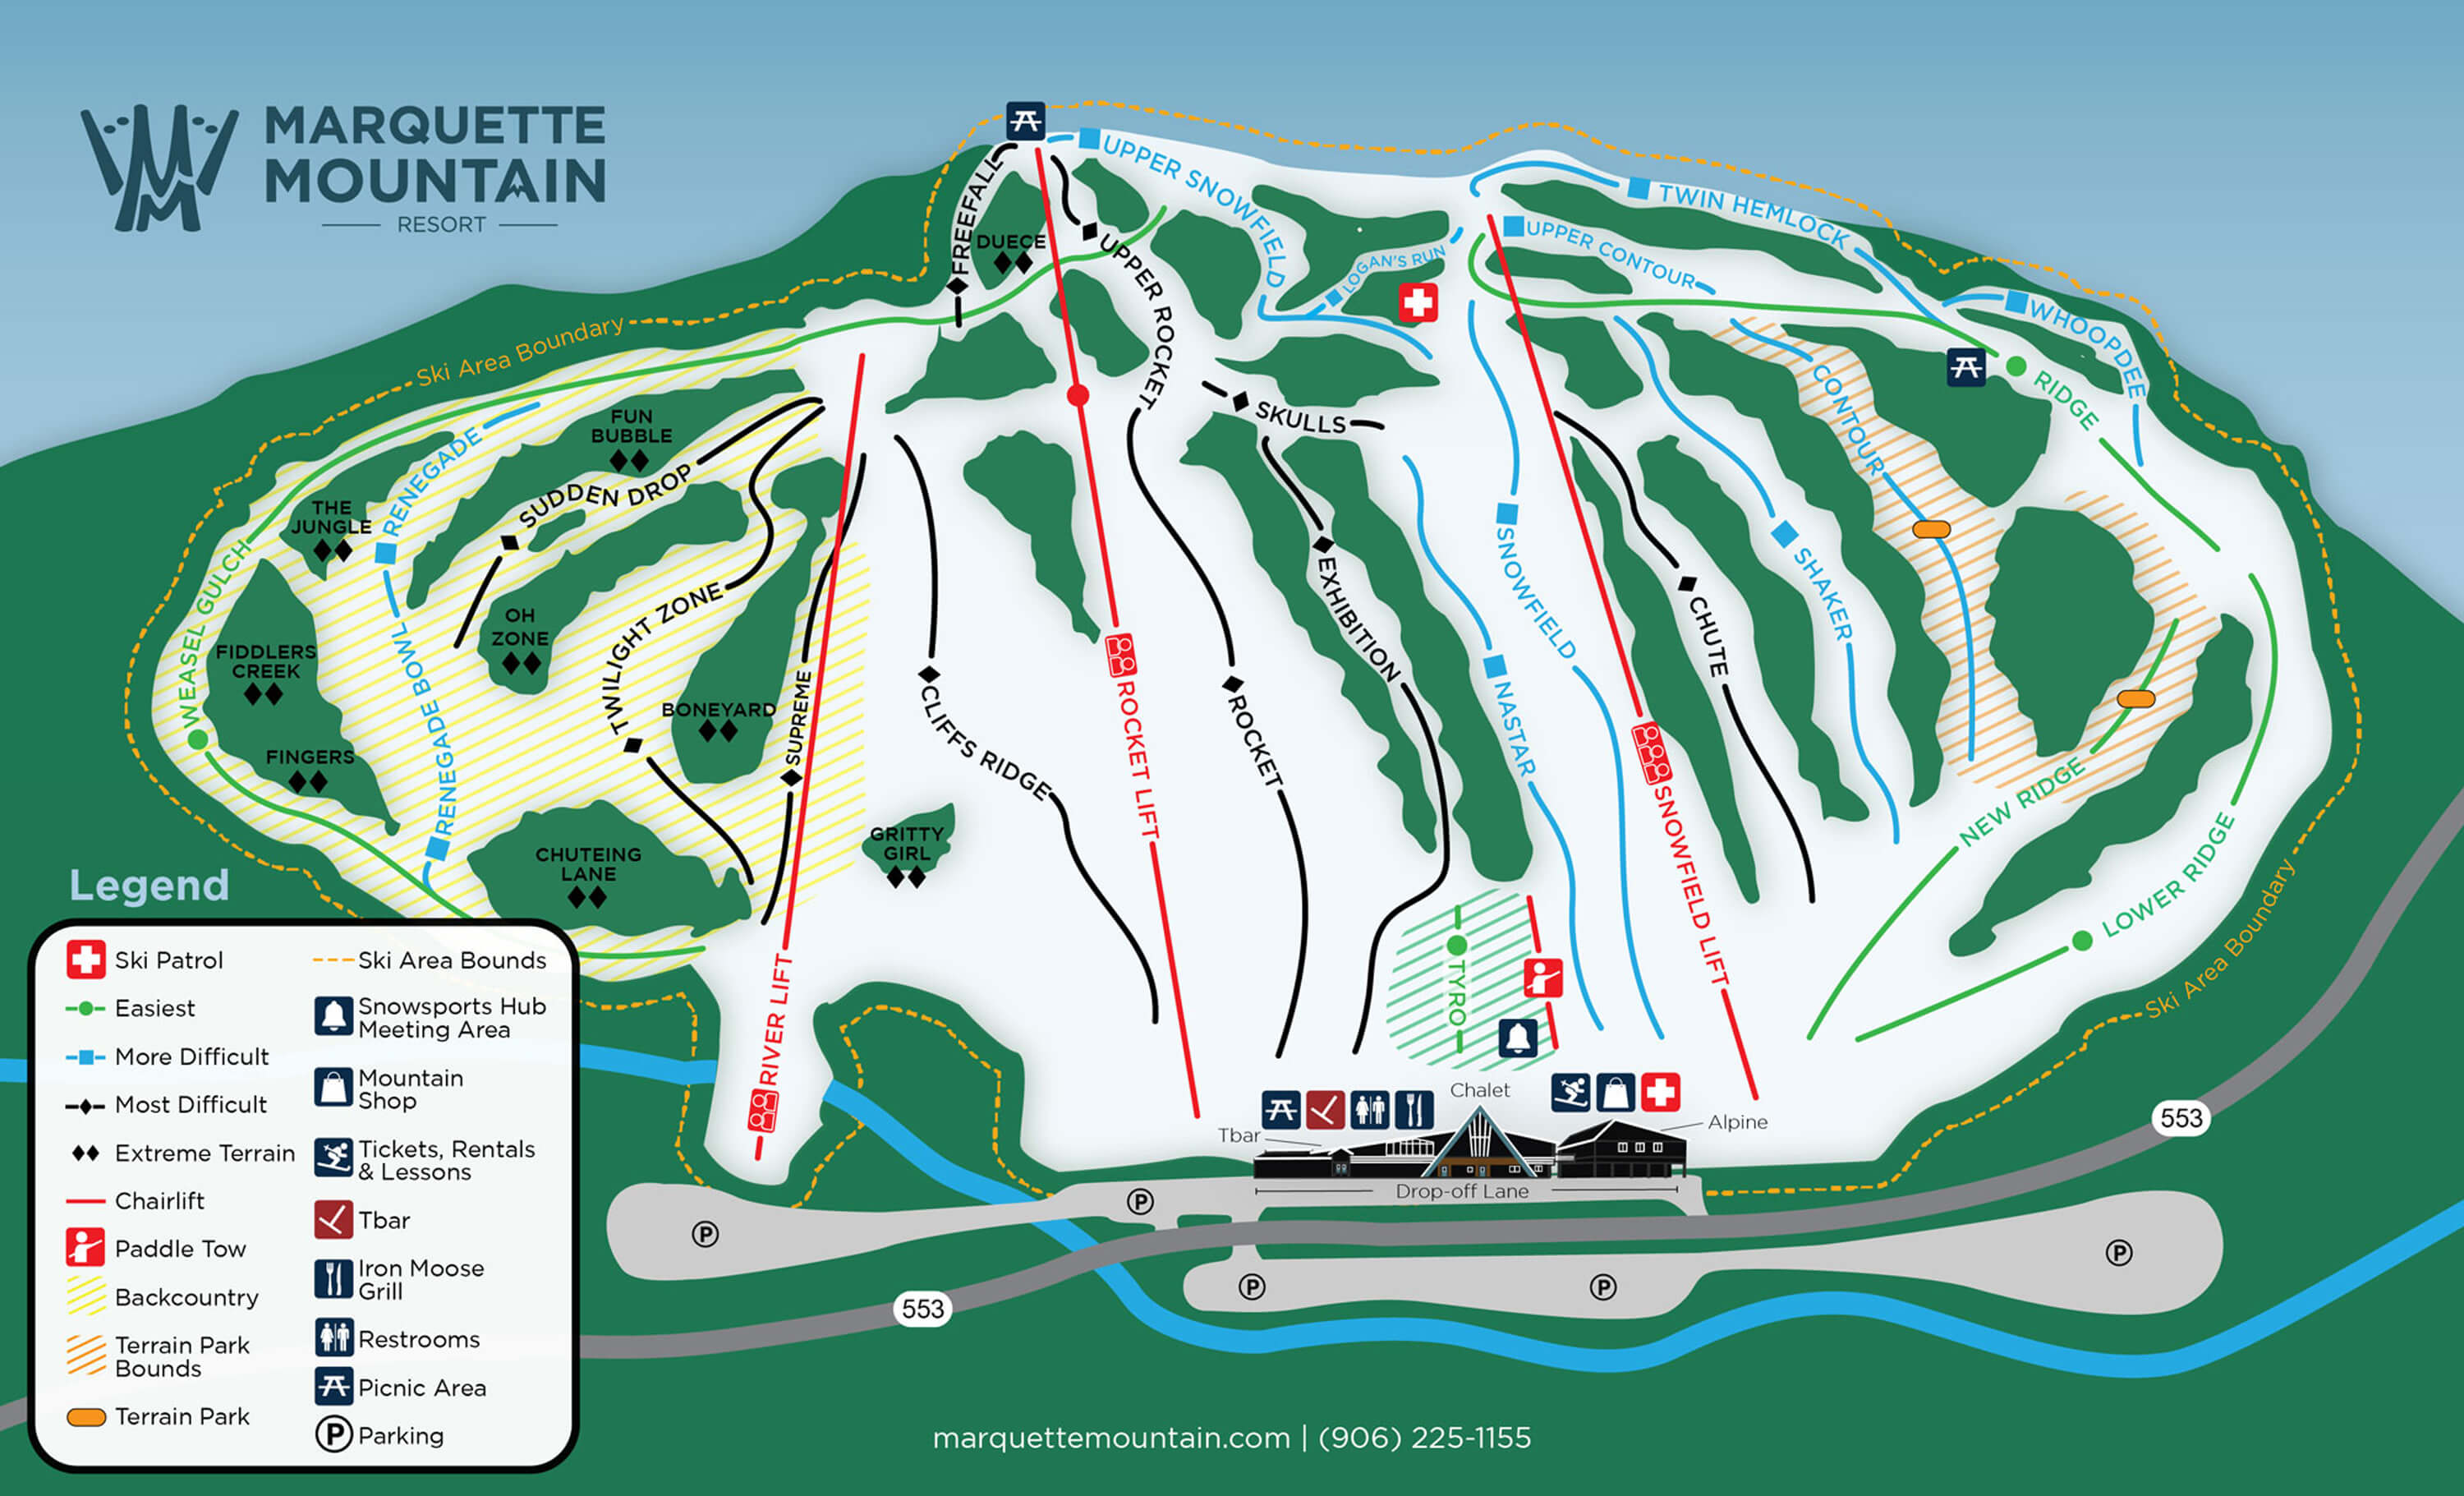 MARQUETTE
MOUNTAIN
RESORT
UPPER SNOWFIELD
TWIN HEMLOCK
UPPER CONTOUR
LOGAN'S RUN
WHOOPDEE
FREEFALL
DUECE
UPPER ROCKET
Ski Area Boundary
SKULLS
CONTOUR
RIDGE
FUN
BUBBLE
RENEGADE
SUDDEN DROP
THE
JUNGLE
WEASEL GULCH
OH
ZONE
TWILIGHT ZONE
FIDDLERS
CREEK
FINGERS
RENEGADE BOWL
BONEYARD
SUPREME
CLIFFS RIDGE
ROCKET LIFT
ROCKET
EXHIBITION
NASTAR
SNOWFIELD
SNOWFIELD LIFT
CHUTE
SHAKER
NEW RIDGE
LOWER RIDGE
Ski Area Boundary
GRITTY
GIRL
CHUTEING
LANE
TYRO
RIVER LIFT
Chalet
Tbar
Alpine
Drop-off Lane
P
P
P
P
P
553
553
Legend
Ski Patrol
Easiest
More Difficult
Most Difficult
Extreme Terrain
Chairlift
Paddle Tow
Backcountry
Terrain Park
Bounds
Terrain Park
Ski Area Bounds
Snowsports Hub
Meeting Area
Mountain
Shop
Tickets, Rentals
& Lessons
Tbar
Iron Moose
Grill
Restrooms
Picnic Area
P Parking
marquettemountain.com | (906) 225-1155